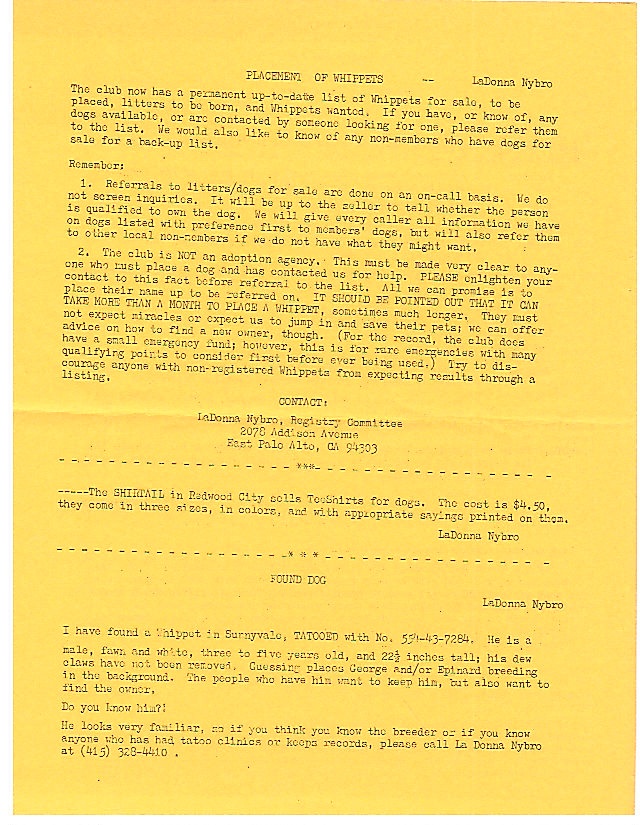 PLACEMENT OF WHIPPETS -- LaDonna Nybro
The club now has a permanent up-to-date list of Whippets for sale, to be
placed, litters to be born, and Whippets wanted. If you have, or know of, any
dogs available, or are contacted by someone looking for one, please refer them
to the list. We would also like to know of any non-members who have dogs for
sale for a back-up list.
Remember:
1. Referrals to litters/dogs for sale are done on an on-call basis. We do
not screen inquiries. It will be up to the seller to tell whether the person
is qualified to own the dog. We will give every caller all information we have
on dogs listed with preference first to members' dogs, but will also refer them
to other local non-members if we do not have what they might want.
2. The club is NOT an adoption agency. This must be made very clear to any-
one who must place a dog and has contacted us for help. PLEASE enlighten your
contact to this fact before referral to the list. All we can promise is to
place their name up to be referred on. IT SHOULD BE POINTED OUT THAT IT CAN
TAKE MORE THAN A MONTH TO PLACE A WHIPPET, sometimes much longer. They must
not expect miracles or expect us to jump in and save their pets; we can offer
advice on how to find a new owner, though. (For the record, the club does
have a small emergency fund; however, this is for rare emergencies with many
qualifying points to consider first before ever being used.) Try to dis-
courage anyone with non-registered Whippets from expecting results through a
listing.
CONTACT:
LaDonna Nybro, Registry Committee
2078 Addison Avenue
East Palo Alto, CA 94303
***
-----The SHIRTAIL in Redwood City sells TeeShirts for dogs. The cost is $4.50,
they come in three sizes, in colors, and with appropriate sayings printed on them.
LaDonna Nybro
* * *
FOUND DOG
LaDonna Nybro
I have found a Whippet in Sunnyvale, TATOOED with No. 554-43-7284. He is a
male, fawn and white, three to five years old, and 22½ inches tall; his dew
claws have not been removed. Guessing places George and/or Epinard breeding
in the background. The people who have him want to keep him, but also want to
find the owner.
Do you know him?!
He looks very familiar, so if you think you know the breeder or if you know
anyone who has had tatoo clinics or keeps records, please call La Donna Nybro
at (415) 328-4410 .